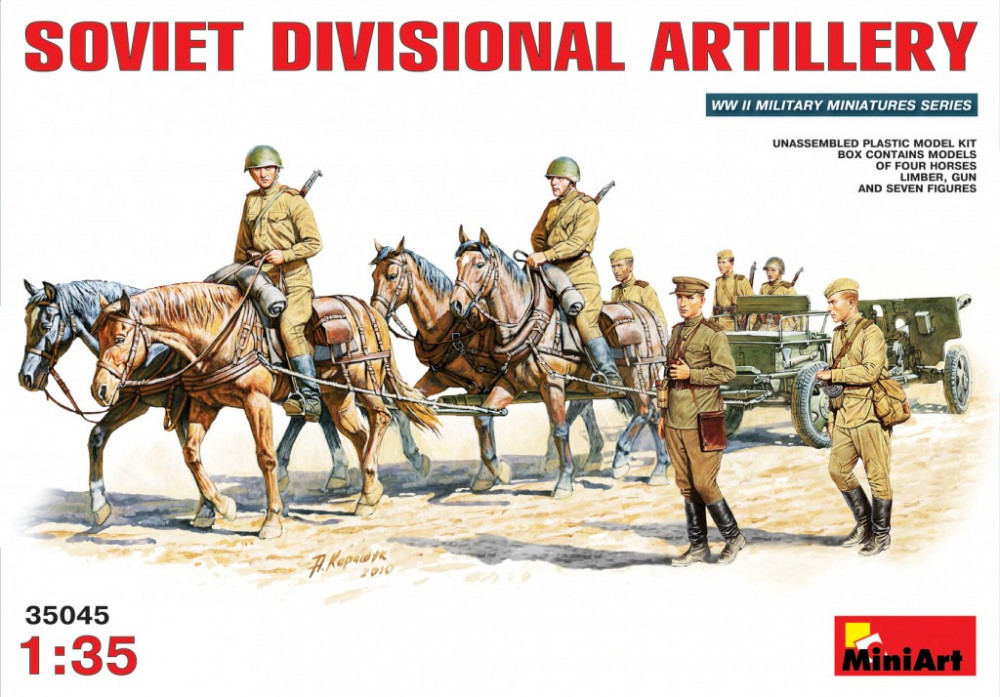 SOVIET DIVISIONAL ARTILLERY
WW II MILITARY MINIATURES SERIES
UNASSEMBLED PLASTIC MODEL KIT
BOX CONTAINS MODELS
OF FOUR HORSES
LIMBER, GUN
AND SEVEN FIGURES
А. Каращук
2010
35045
1:35
MiniArt